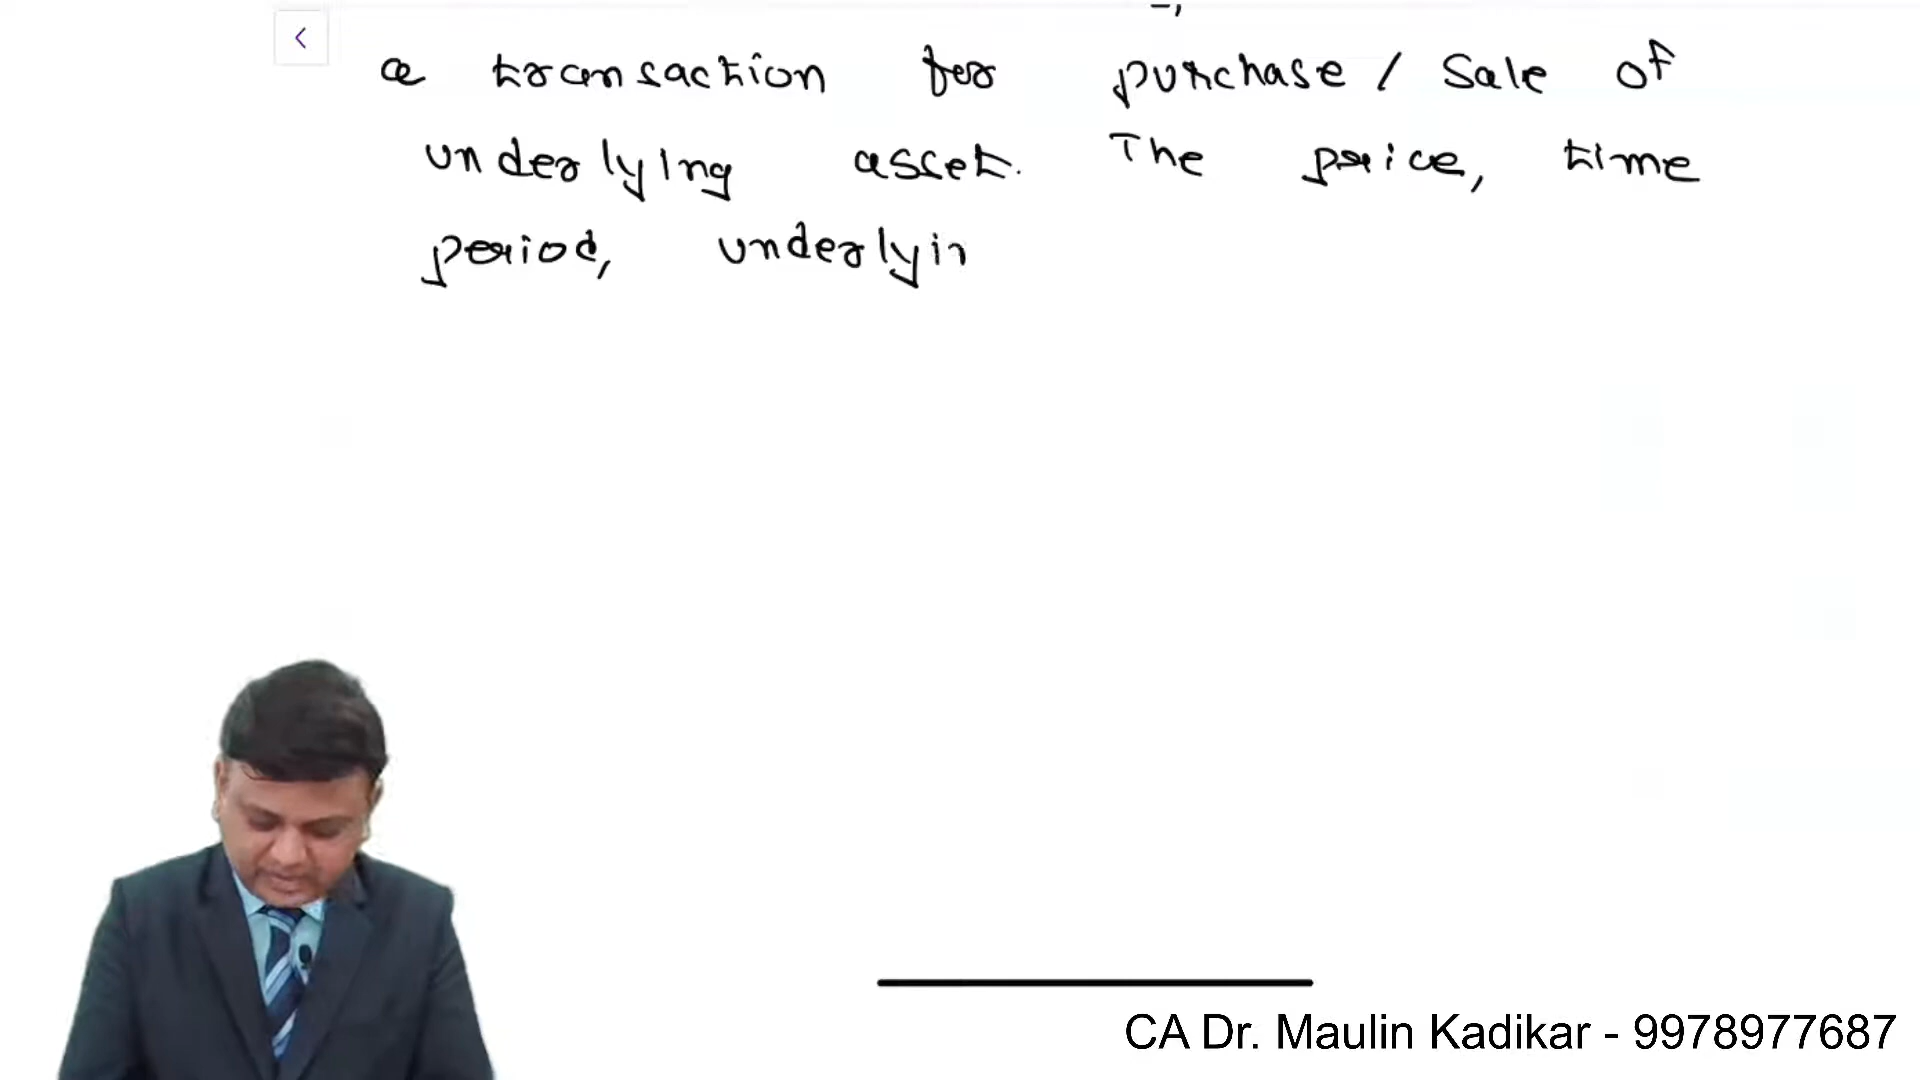 a transaction for purchase / Sale of
underlying asset. The price, time
period, underlyin
CA Dr. Maulin Kadikar - 9978977687